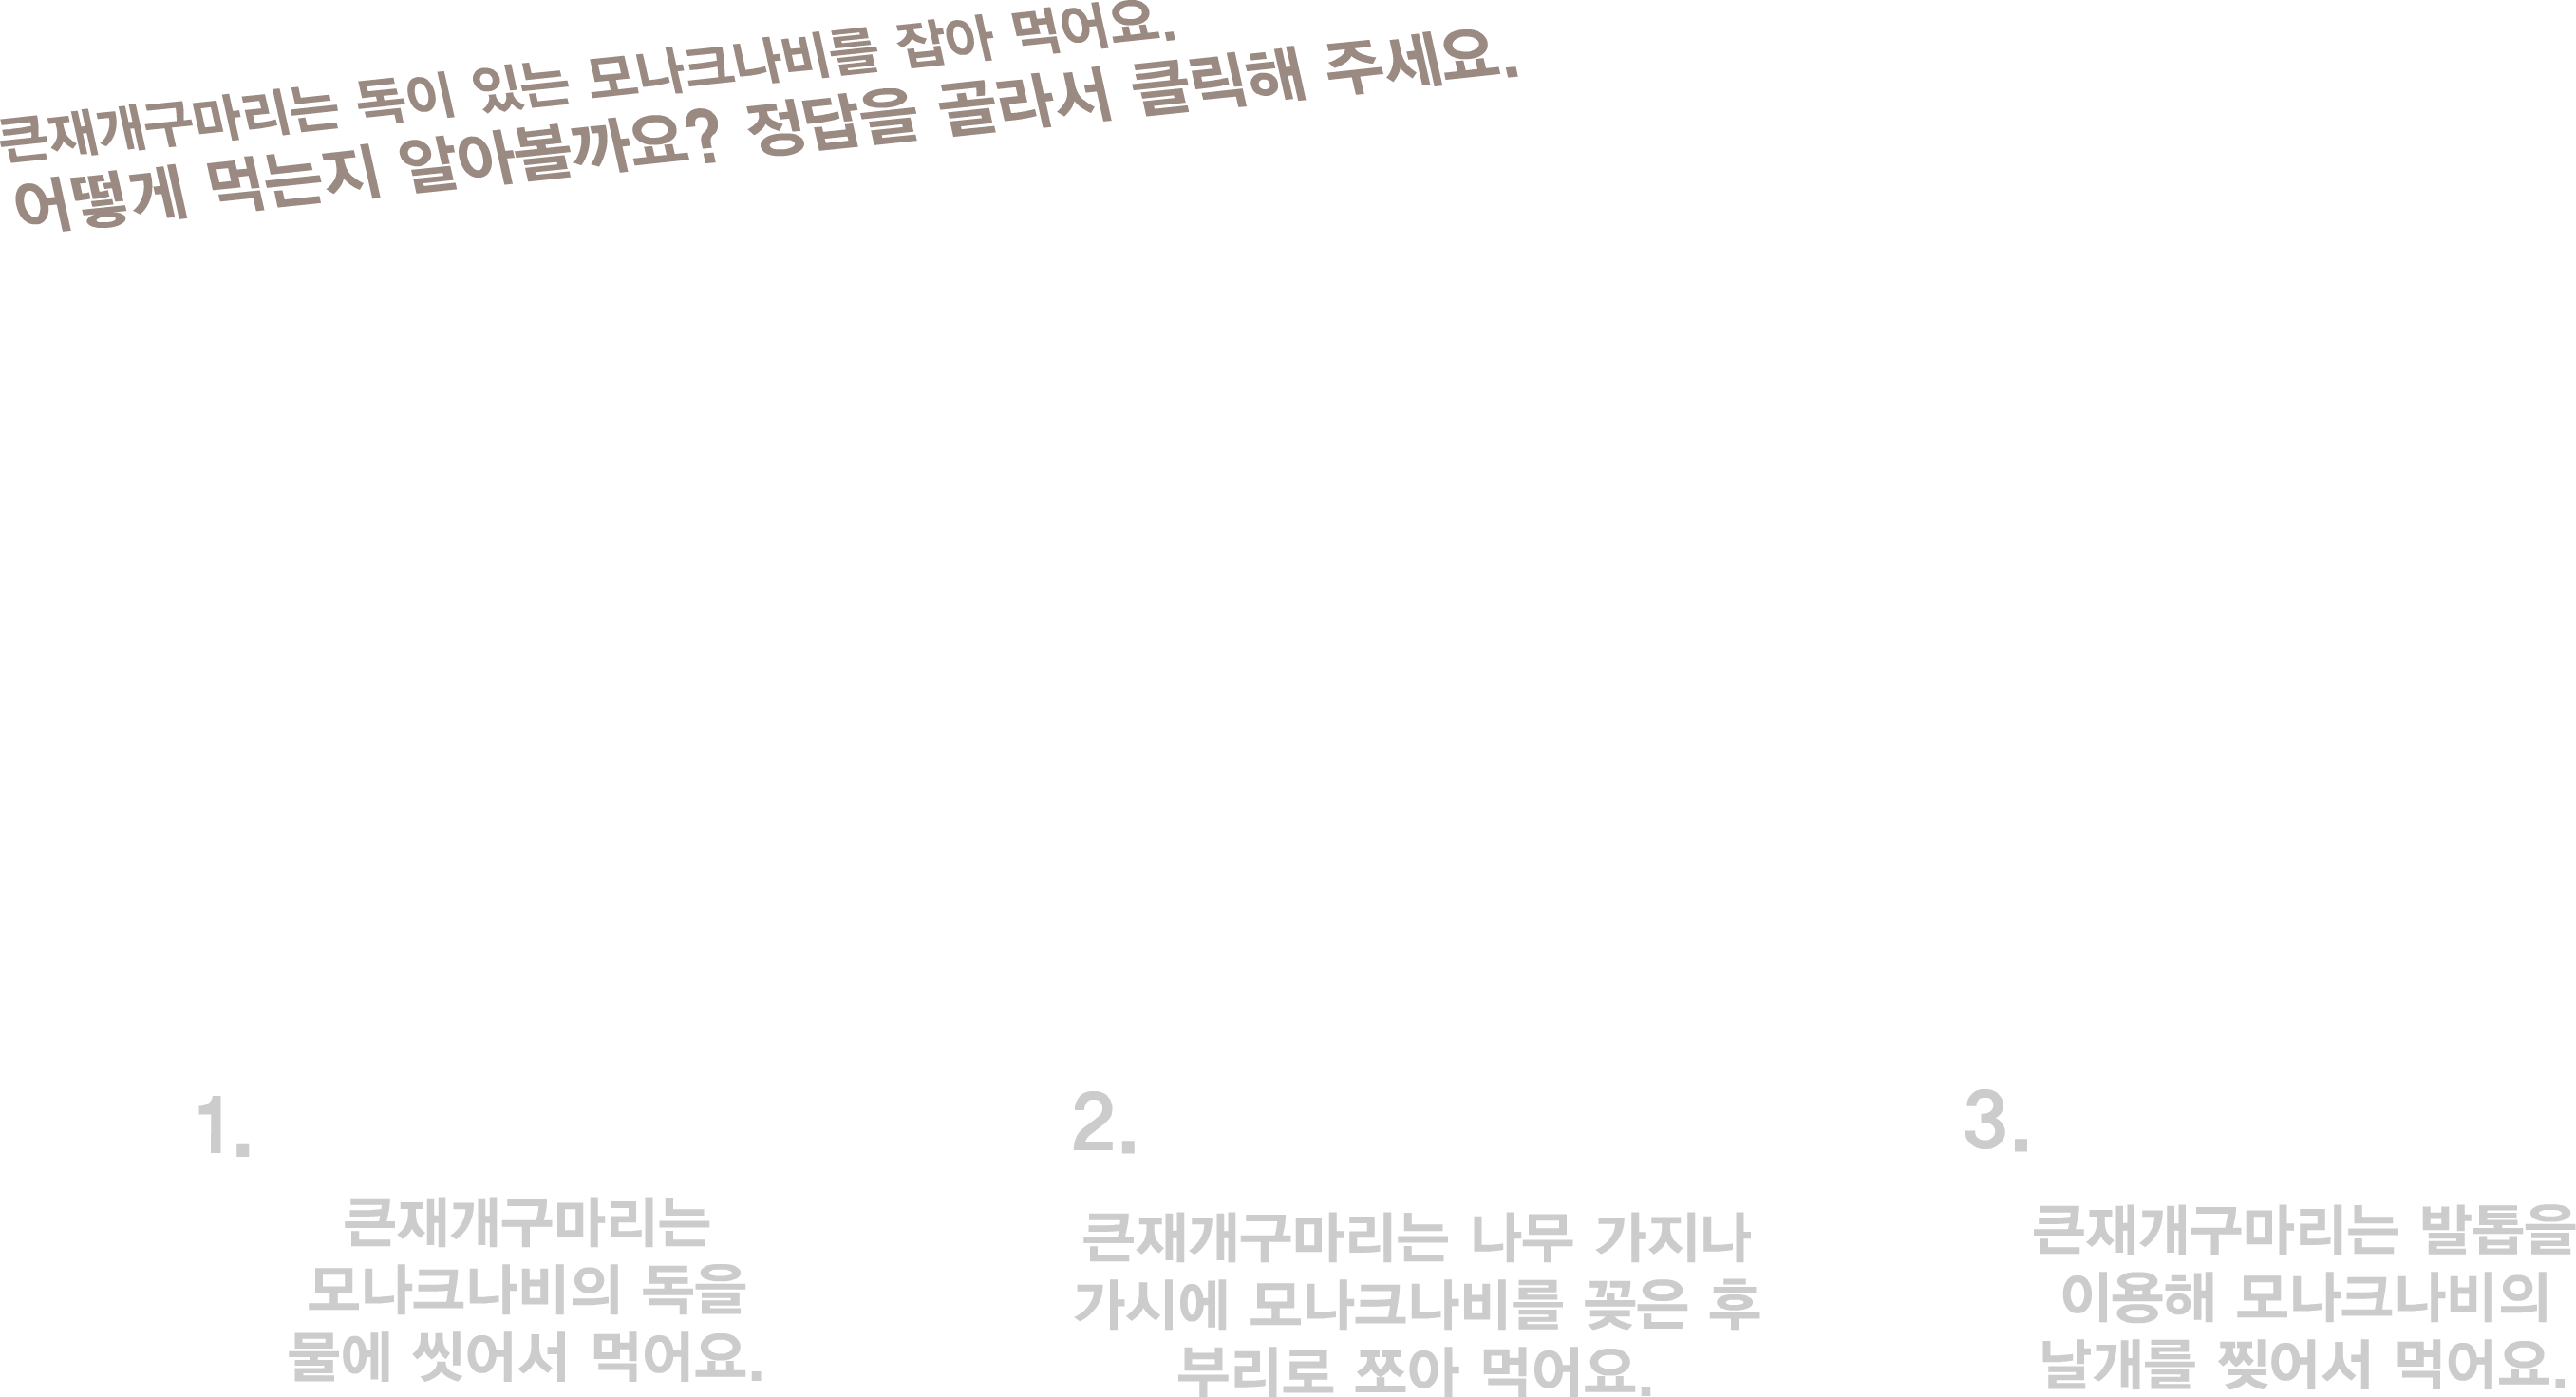 큰재개구마리는 독이 있는 모나크나비를 잡아 먹어요.
어떻게 먹는지 알아볼까요? 정답을 골라서 클릭해 주세요.
1.
큰재개구마리는
모나크나비의 독을
물에 씻어서 먹어요.
2.
큰재개구마리는 나무 가지나
가시에 모나크나비를 꽂은 후
부리로 쪼아 먹어요.
3.
큰재개구마리는 발톱을
이용해 모나크나비의
날개를 찢어서 먹어요.